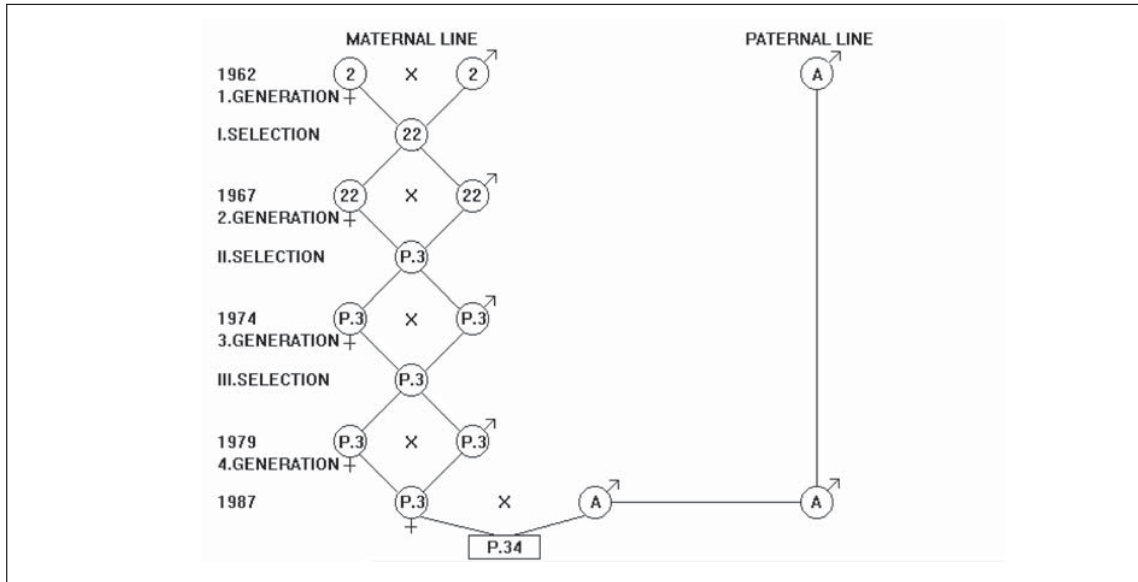 MATERNAL LINE PATERNAL LINE
1962 2 X 2 A
1.GENERATION
I.SELECTION 22
1967 22 X 22
2.GENERATION
II.SELECTION P.3
1974 P.3 X P.3
3.GENERATION
III.SELECTION P.3
1979 P.3 X P.3
4.GENERATION
1987 P.3 X A A
P.34